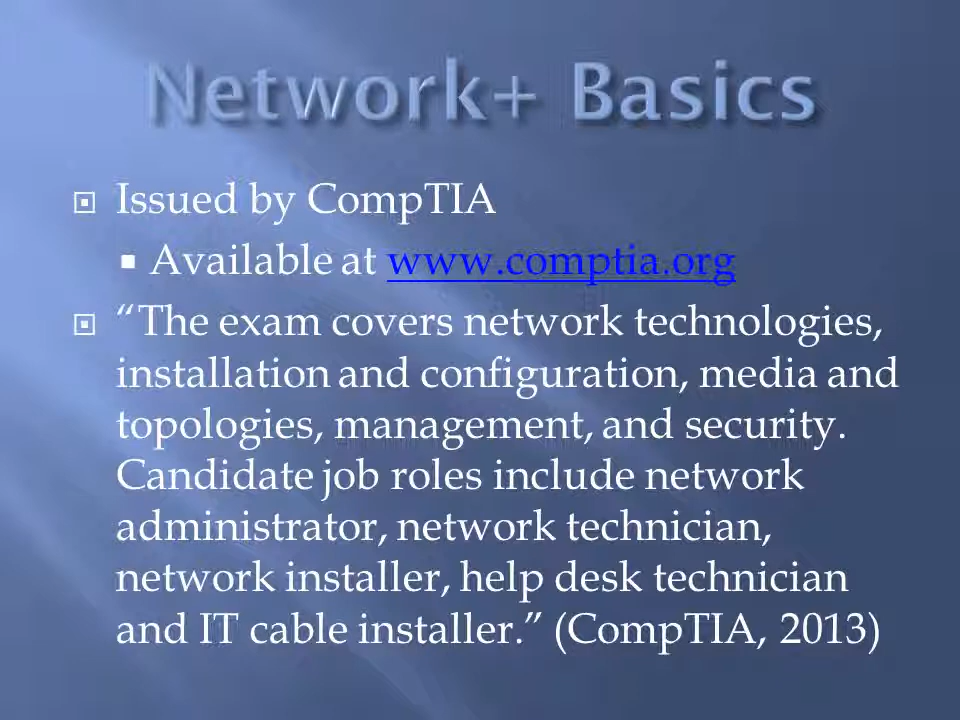 Network+ Basics
Issued by CompTIA
Available at www.comptia.org
“The exam covers network technologies,
installation and configuration, media and
topologies, management, and security.
Candidate job roles include network
administrator, network technician,
network installer, help desk technician
and IT cable installer.” (CompTIA, 2013)